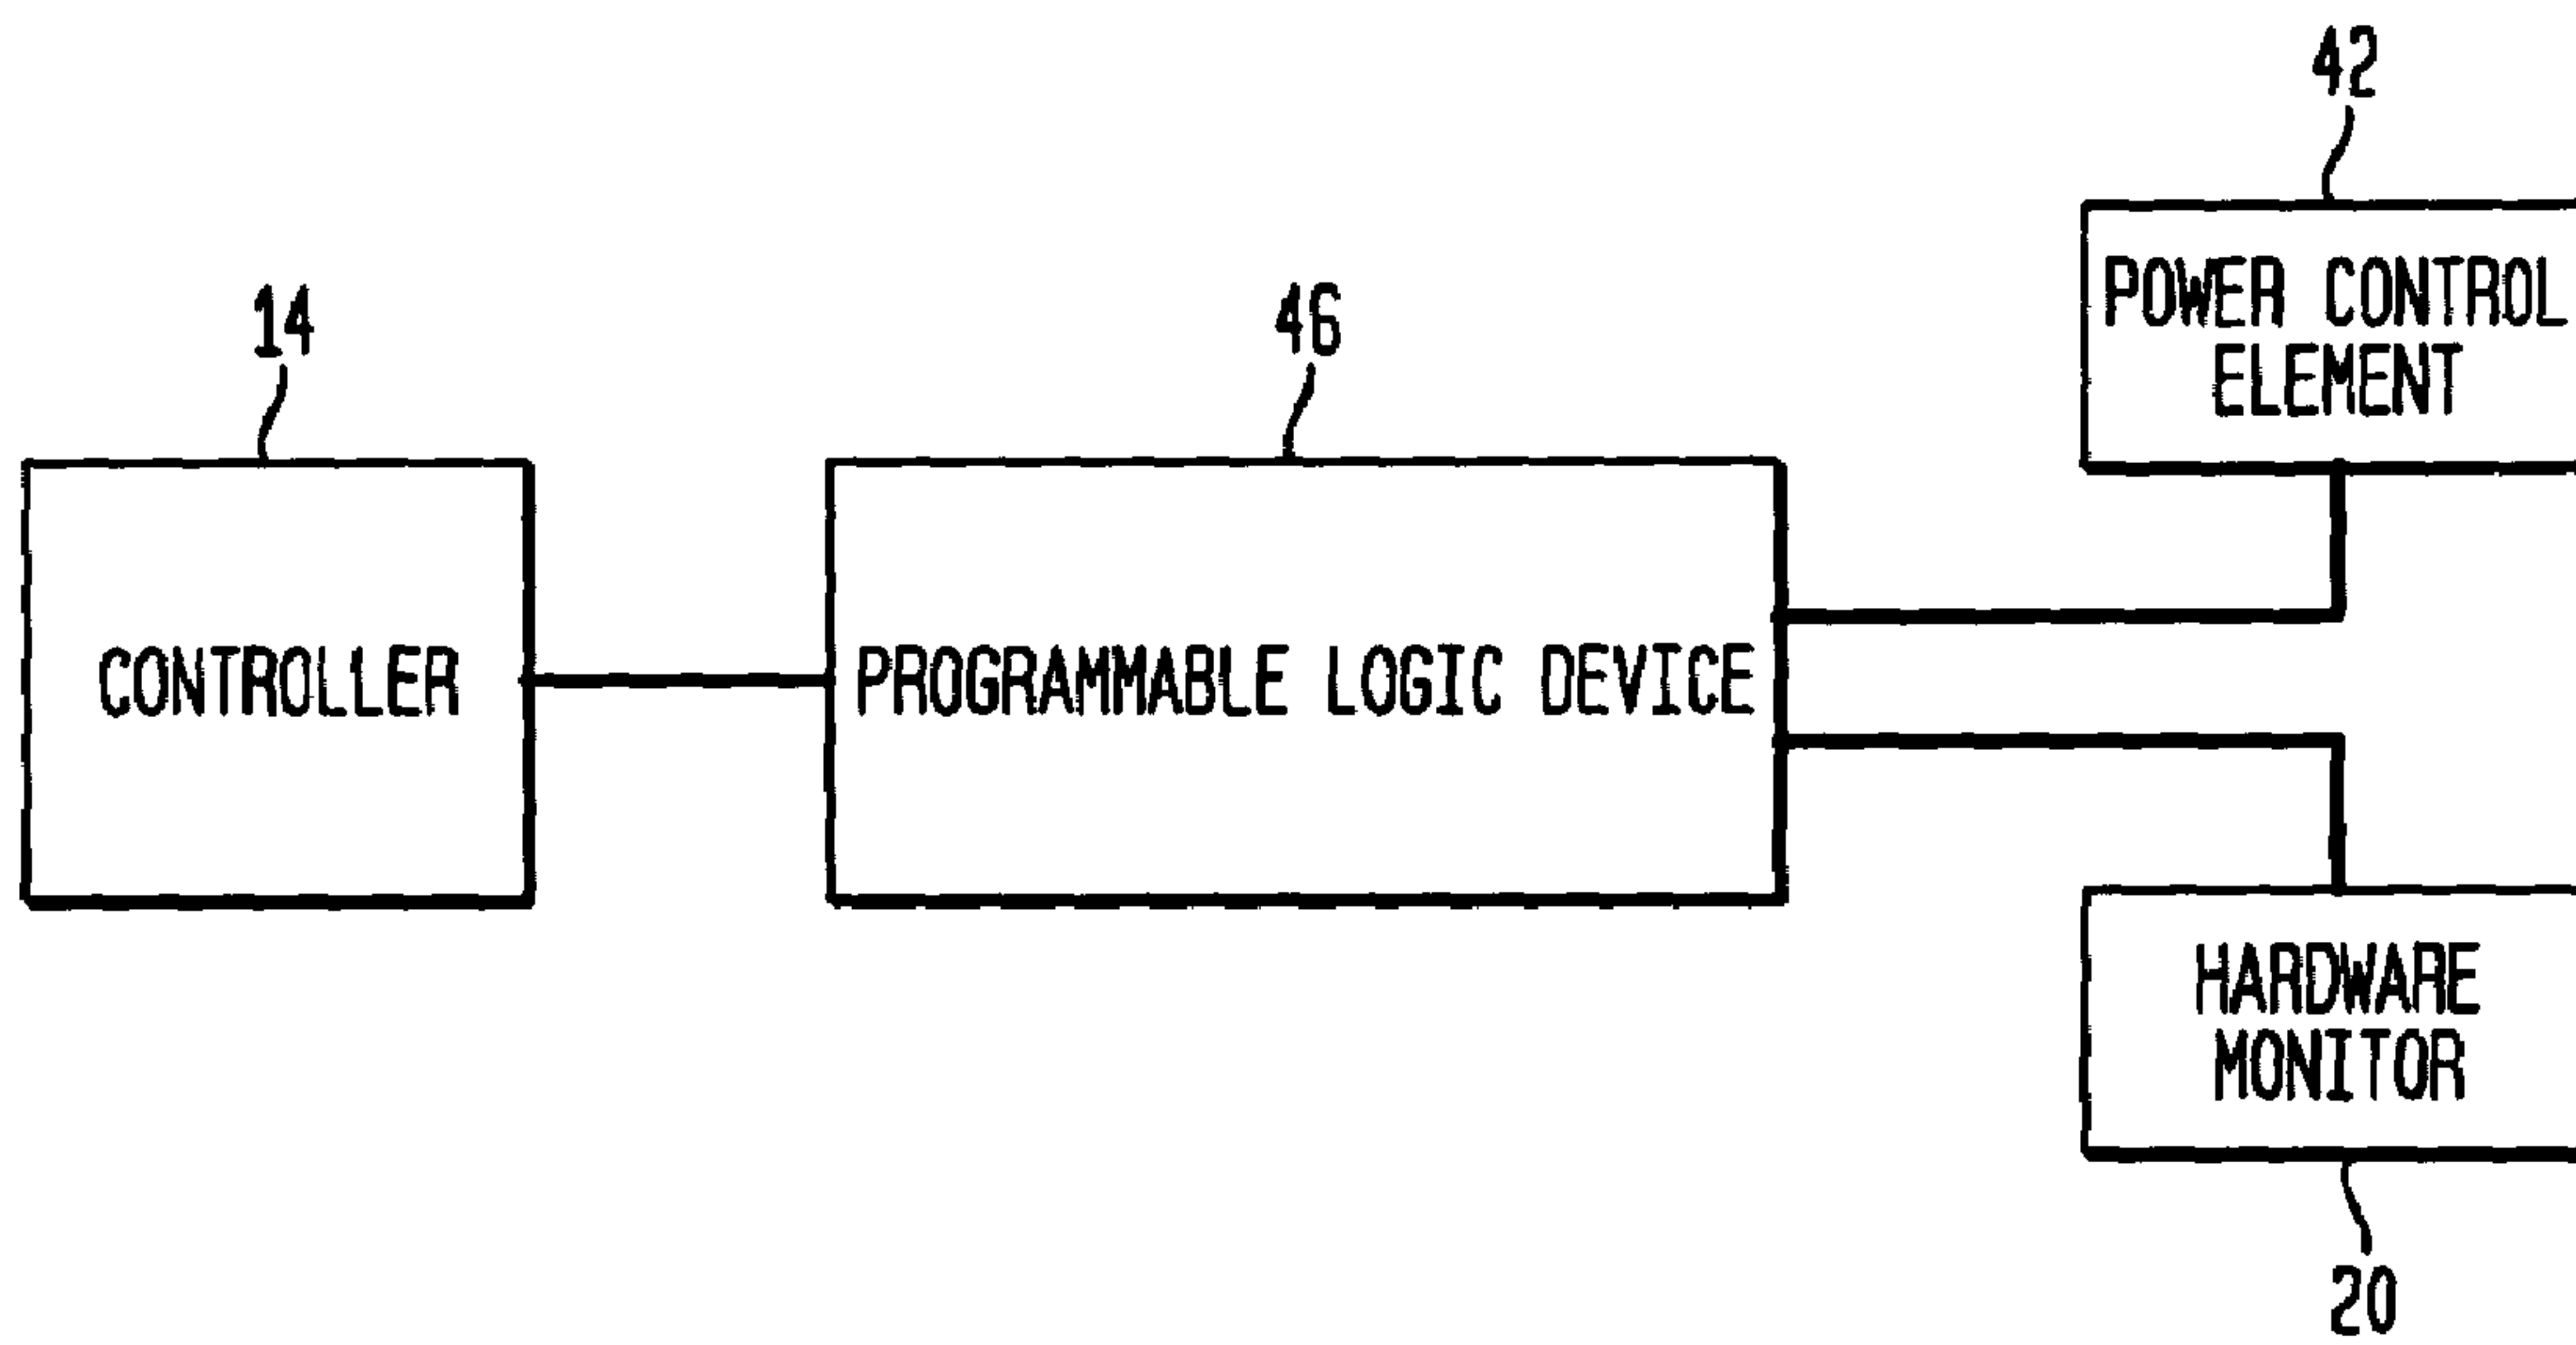 42
POWER CONTROL
ELEMENT
14
46
CONTROLLER
PROGRAMMABLE LOGIC DEVICE
HARDWARE
MONITOR
20